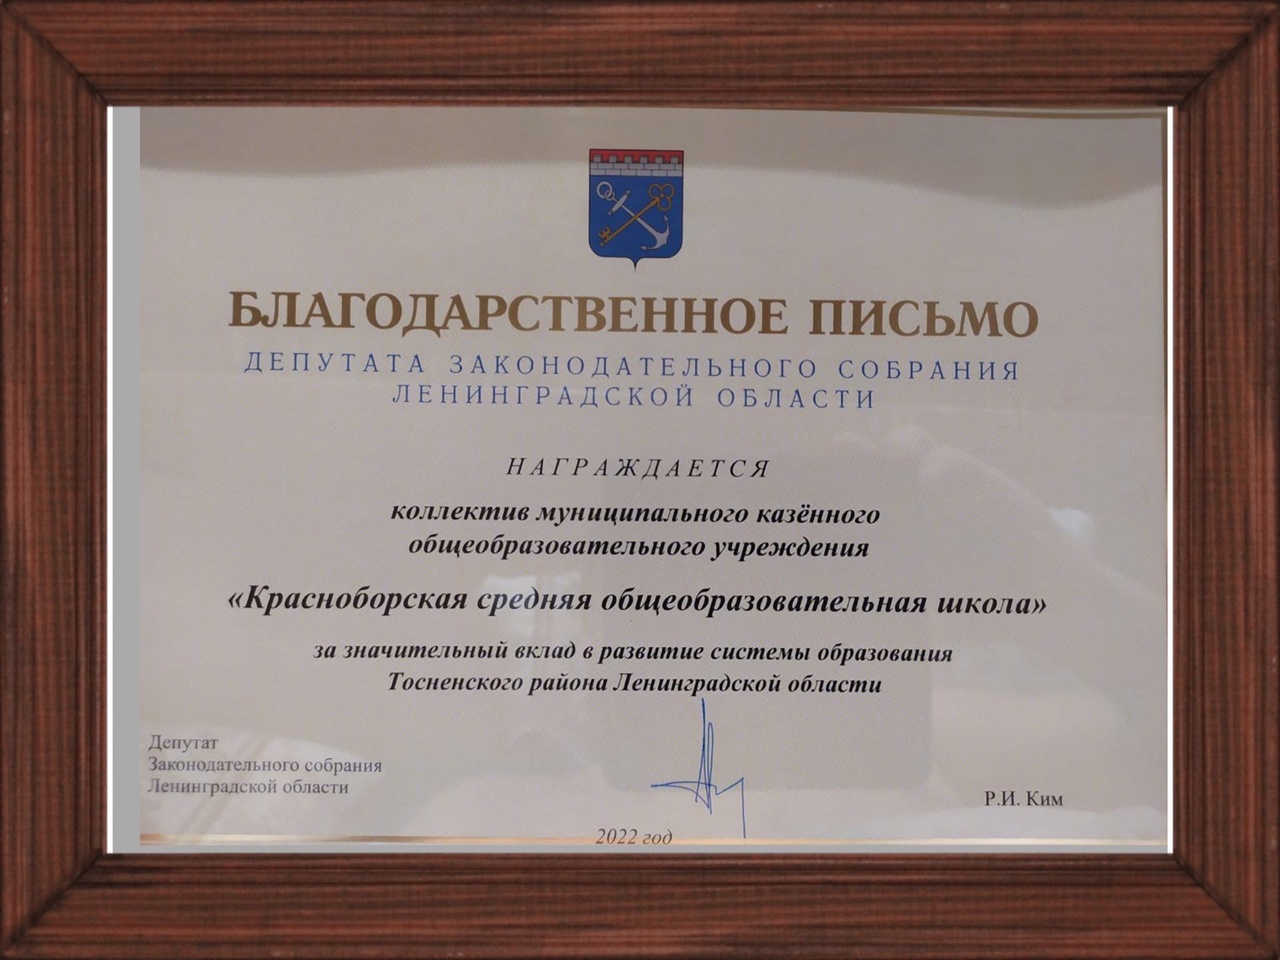 БЛАГОДАРСТВЕННОЕ ПИСЬМО
ДЕПУТАТА ЗАКОНОДАТЕЛЬНОГО СОБРАНИЯ
ЛЕНИНГРАДСКОЙ ОБЛАСТИ
НАГРАЖДАЕТСЯ
коллектив муниципального казённого
общеобразовательного учреждения
«Красноборская средняя общеобразовательная школа»
за значительный вклад в развитие системы образования
Тосненского района Ленинградской области
Депутат
Законодательного собрания
Ленинградской области
Р.И. Ким
2022 год